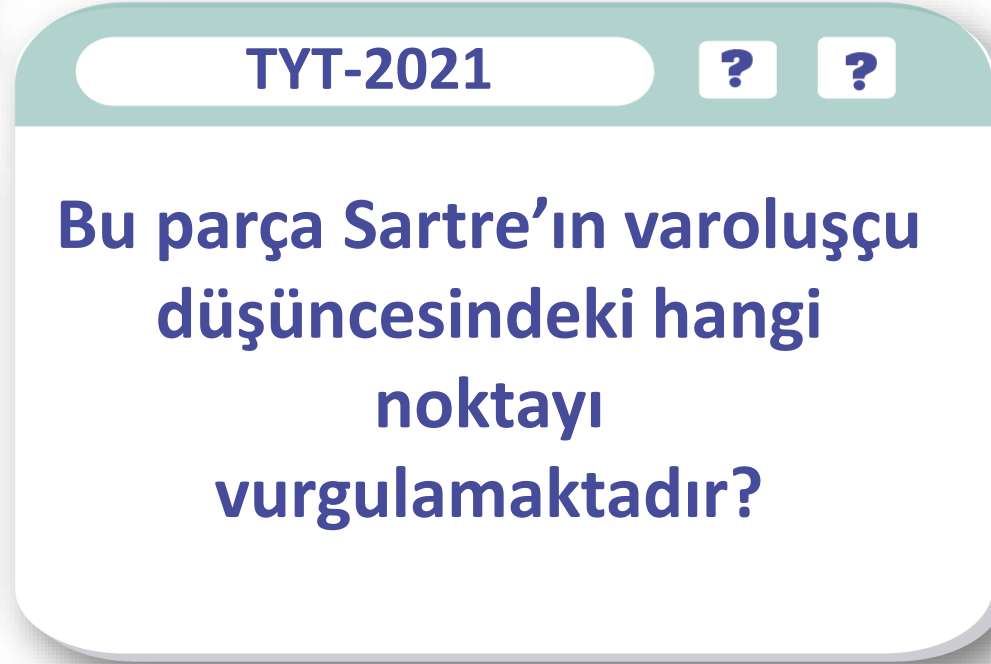 TYT-2021
?
?
Bu parça Sartre’ın varoluşçu
düşüncesindeki hangi
noktayı
vurgulamaktadır?